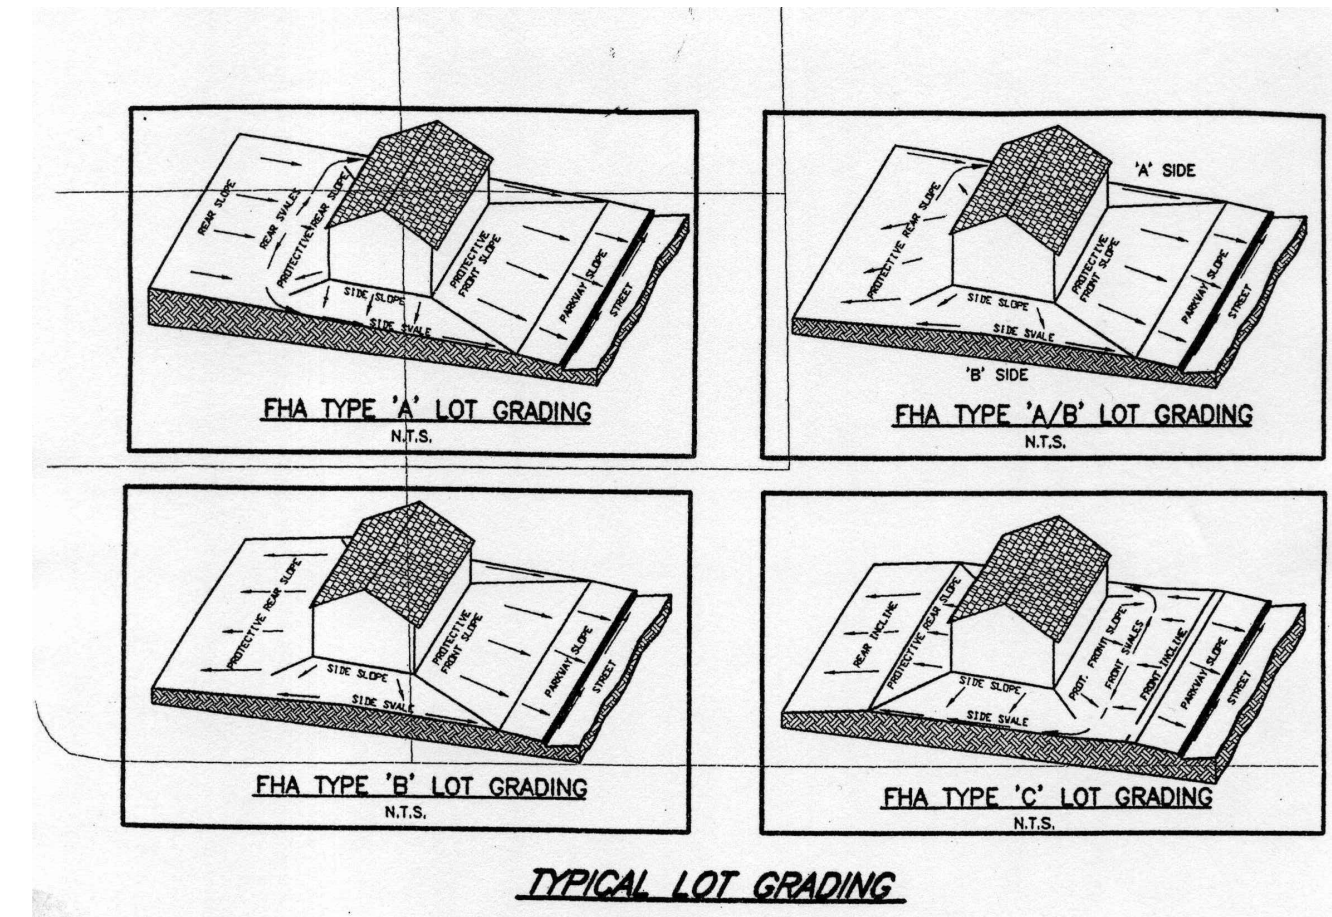 REAR SLOPE
REAR SVALES
PROTECTIVE REAR SLOPE
SIDE SLOPE
SIDE SVALE
PROTECTIVE
FRONT SLOPE
PARKWAY SLOPE
STREET
FHA TYPE 'A' LOT GRADING
N.T.S.
'A' SIDE
PROTECTIVE REAR SLOPE
SIDE SLOPE
SIDE SVALE
PROTECTIVE
FRONT SLOPE
PARKWAY SLOPE
STREET
'B' SIDE
FHA TYPE 'A/B' LOT GRADING
N.T.S.
PROTECTIVE REAR SLOPE
SIDE SLOPE
SIDE SVALE
PROTECTIVE
FRONT SLOPE
PARKWAY SLOPE
STREET
FHA TYPE 'B' LOT GRADING
N.T.S.
REAR INCLINE
PROTECTIVE REAR SLOPE
SIDE SLOPE
SIDE SVALE
PROT. FRONT SLOPE
FRONT SVALES
FRONT INCLINE
PARKWAY SLOPE
STREET
FHA TYPE 'C' LOT GRADING
N.T.S.
TYPICAL LOT GRADING